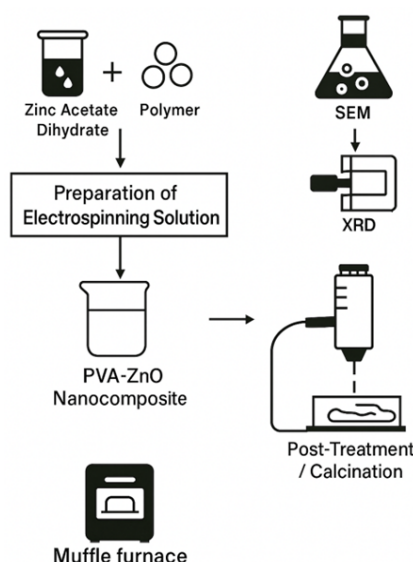 Zinc Acetate
Dihydrate
Polymer
SEM
Preparation of
Electrospinning Solution
XRD
PVA-ZnO
Nanocomposite
Post-Treatment
/ Calcination
Muffle furnace